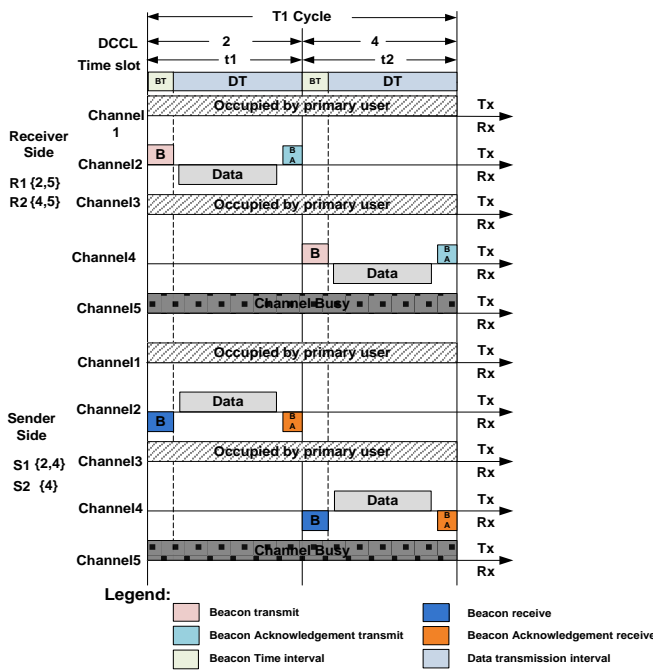 T1 Cycle
DCCL 2 4
Time slot t1 t2
BT DT BT DT
Occupied by primary user Tx
Channel 1 Rx
Receiver Side
B BA Tx
Channel2
Data Rx
R1 {2,5}
R2 {4,5}
Channel3 Occupied by primary user Tx
Rx
B BA Tx
Channel4
Data Rx
Channel5 Channel Busy Tx
Rx
Channel1 Occupied by primary user Tx
Rx
Data Tx
Channel2
B BA Rx
Sender Side
Channel3 Occupied by primary user Tx
Rx
S1 {2,4}
S2 {4}
Data Tx
Channel4
B BA Rx
Channel5 Channel Busy Tx
Rx
Legend:
Beacon transmit
Beacon receive
Beacon Acknowledgement transmit
Beacon Acknowledgement receive
Beacon Time interval
Data transmission interval